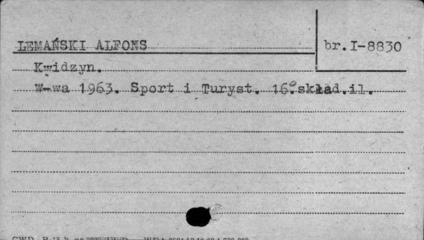 LEMAŃSKI ALFONS
br.I-8830
Kwidzyn.
W-wa 1963. Sport i Turyst. 16° skład.il.